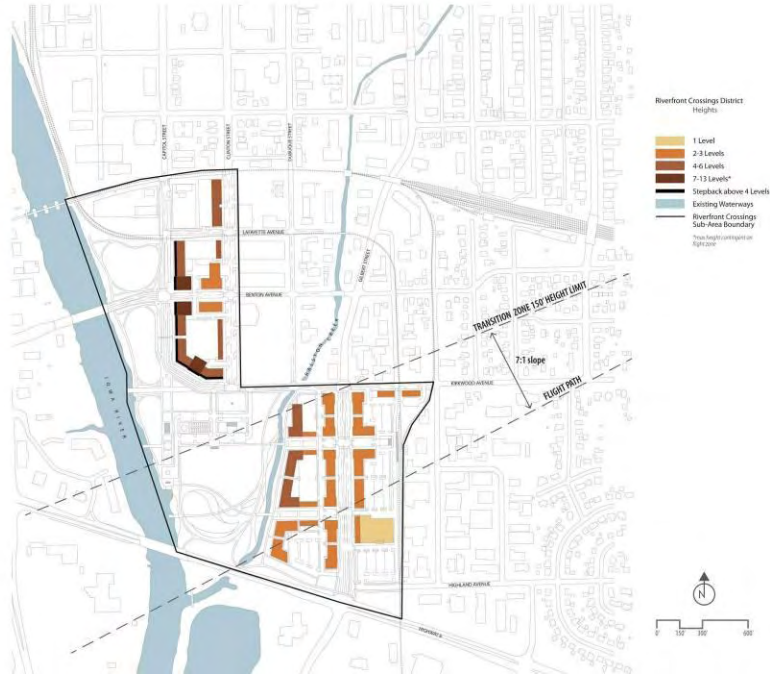 CAPITOL STREET
CLINTON STREET
DUBUQUE STREET
LAFAYETTE AVENUE
BENTON AVENUE
GILBERT STREET
RALSTON CREEK
IOWA RIVER
KIRKWOOD AVENUE
HIGHLAND AVENUE
HIGHWAY 6
TRANSITION ZONE 150' HEIGHT LIMIT
7:1 slope
FLIGHT PATH
Riverfront Crossings District
Heights
1 Level
2-3 Levels
4-6 Levels
7-13 Levels*
Stepback above 4 Levels
Existing Waterways
Riverfront Crossings
Sub-Area Boundary
*max height contingent on
flight zone
N
0'
150'
300'
600'